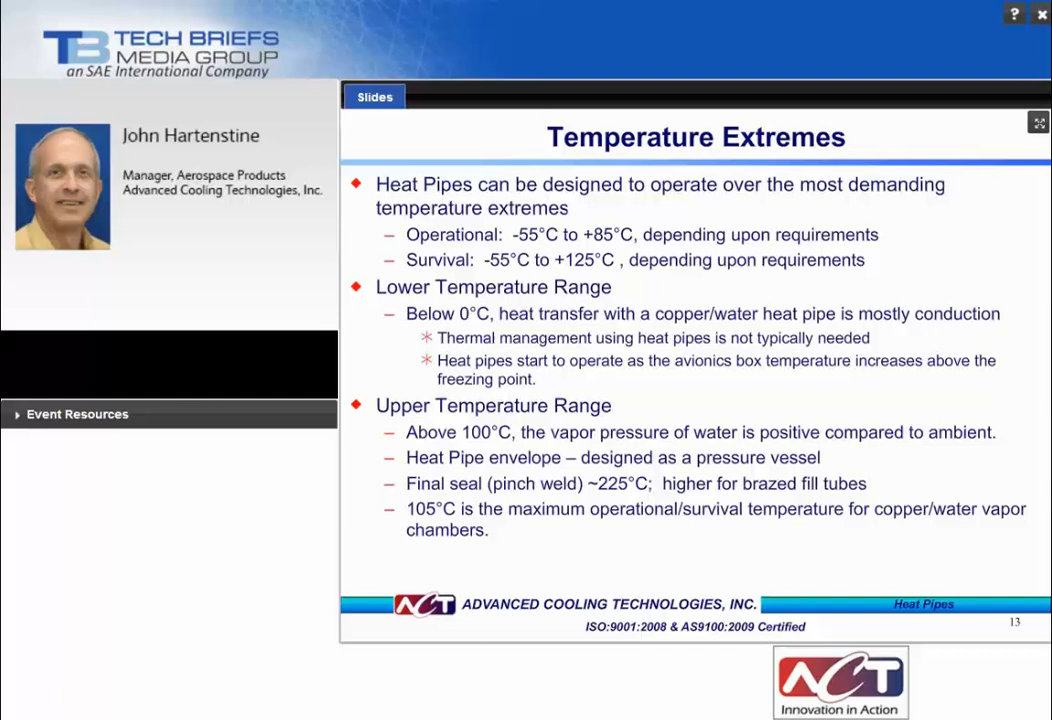 ? ×
TB TECH BRIEFS
MEDIA GROUP
an SAE International Company
Slides
John Hartenstine
Manager, Aerospace Products
Advanced Cooling Technologies, Inc.
Event Resources
Temperature Extremes
Heat Pipes can be designed to operate over the most demanding
temperature extremes
– Operational: -55°C to +85°C, depending upon requirements
– Survival: -55°C to +125°C , depending upon requirements
Lower Temperature Range
– Below 0°C, heat transfer with a copper/water heat pipe is mostly conduction
* Thermal management using heat pipes is not typically needed
* Heat pipes start to operate as the avionics box temperature increases above the
freezing point.
Upper Temperature Range
– Above 100°C, the vapor pressure of water is positive compared to ambient.
– Heat Pipe envelope – designed as a pressure vessel
– Final seal (pinch weld) ~225°C; higher for brazed fill tubes
– 105°C is the maximum operational/survival temperature for copper/water vapor
chambers.
ACT ADVANCED COOLING TECHNOLOGIES, INC. Heat Pipes
ISO:9001:2008 & AS9100:2009 Certified
13
ACT
Innovation in Action